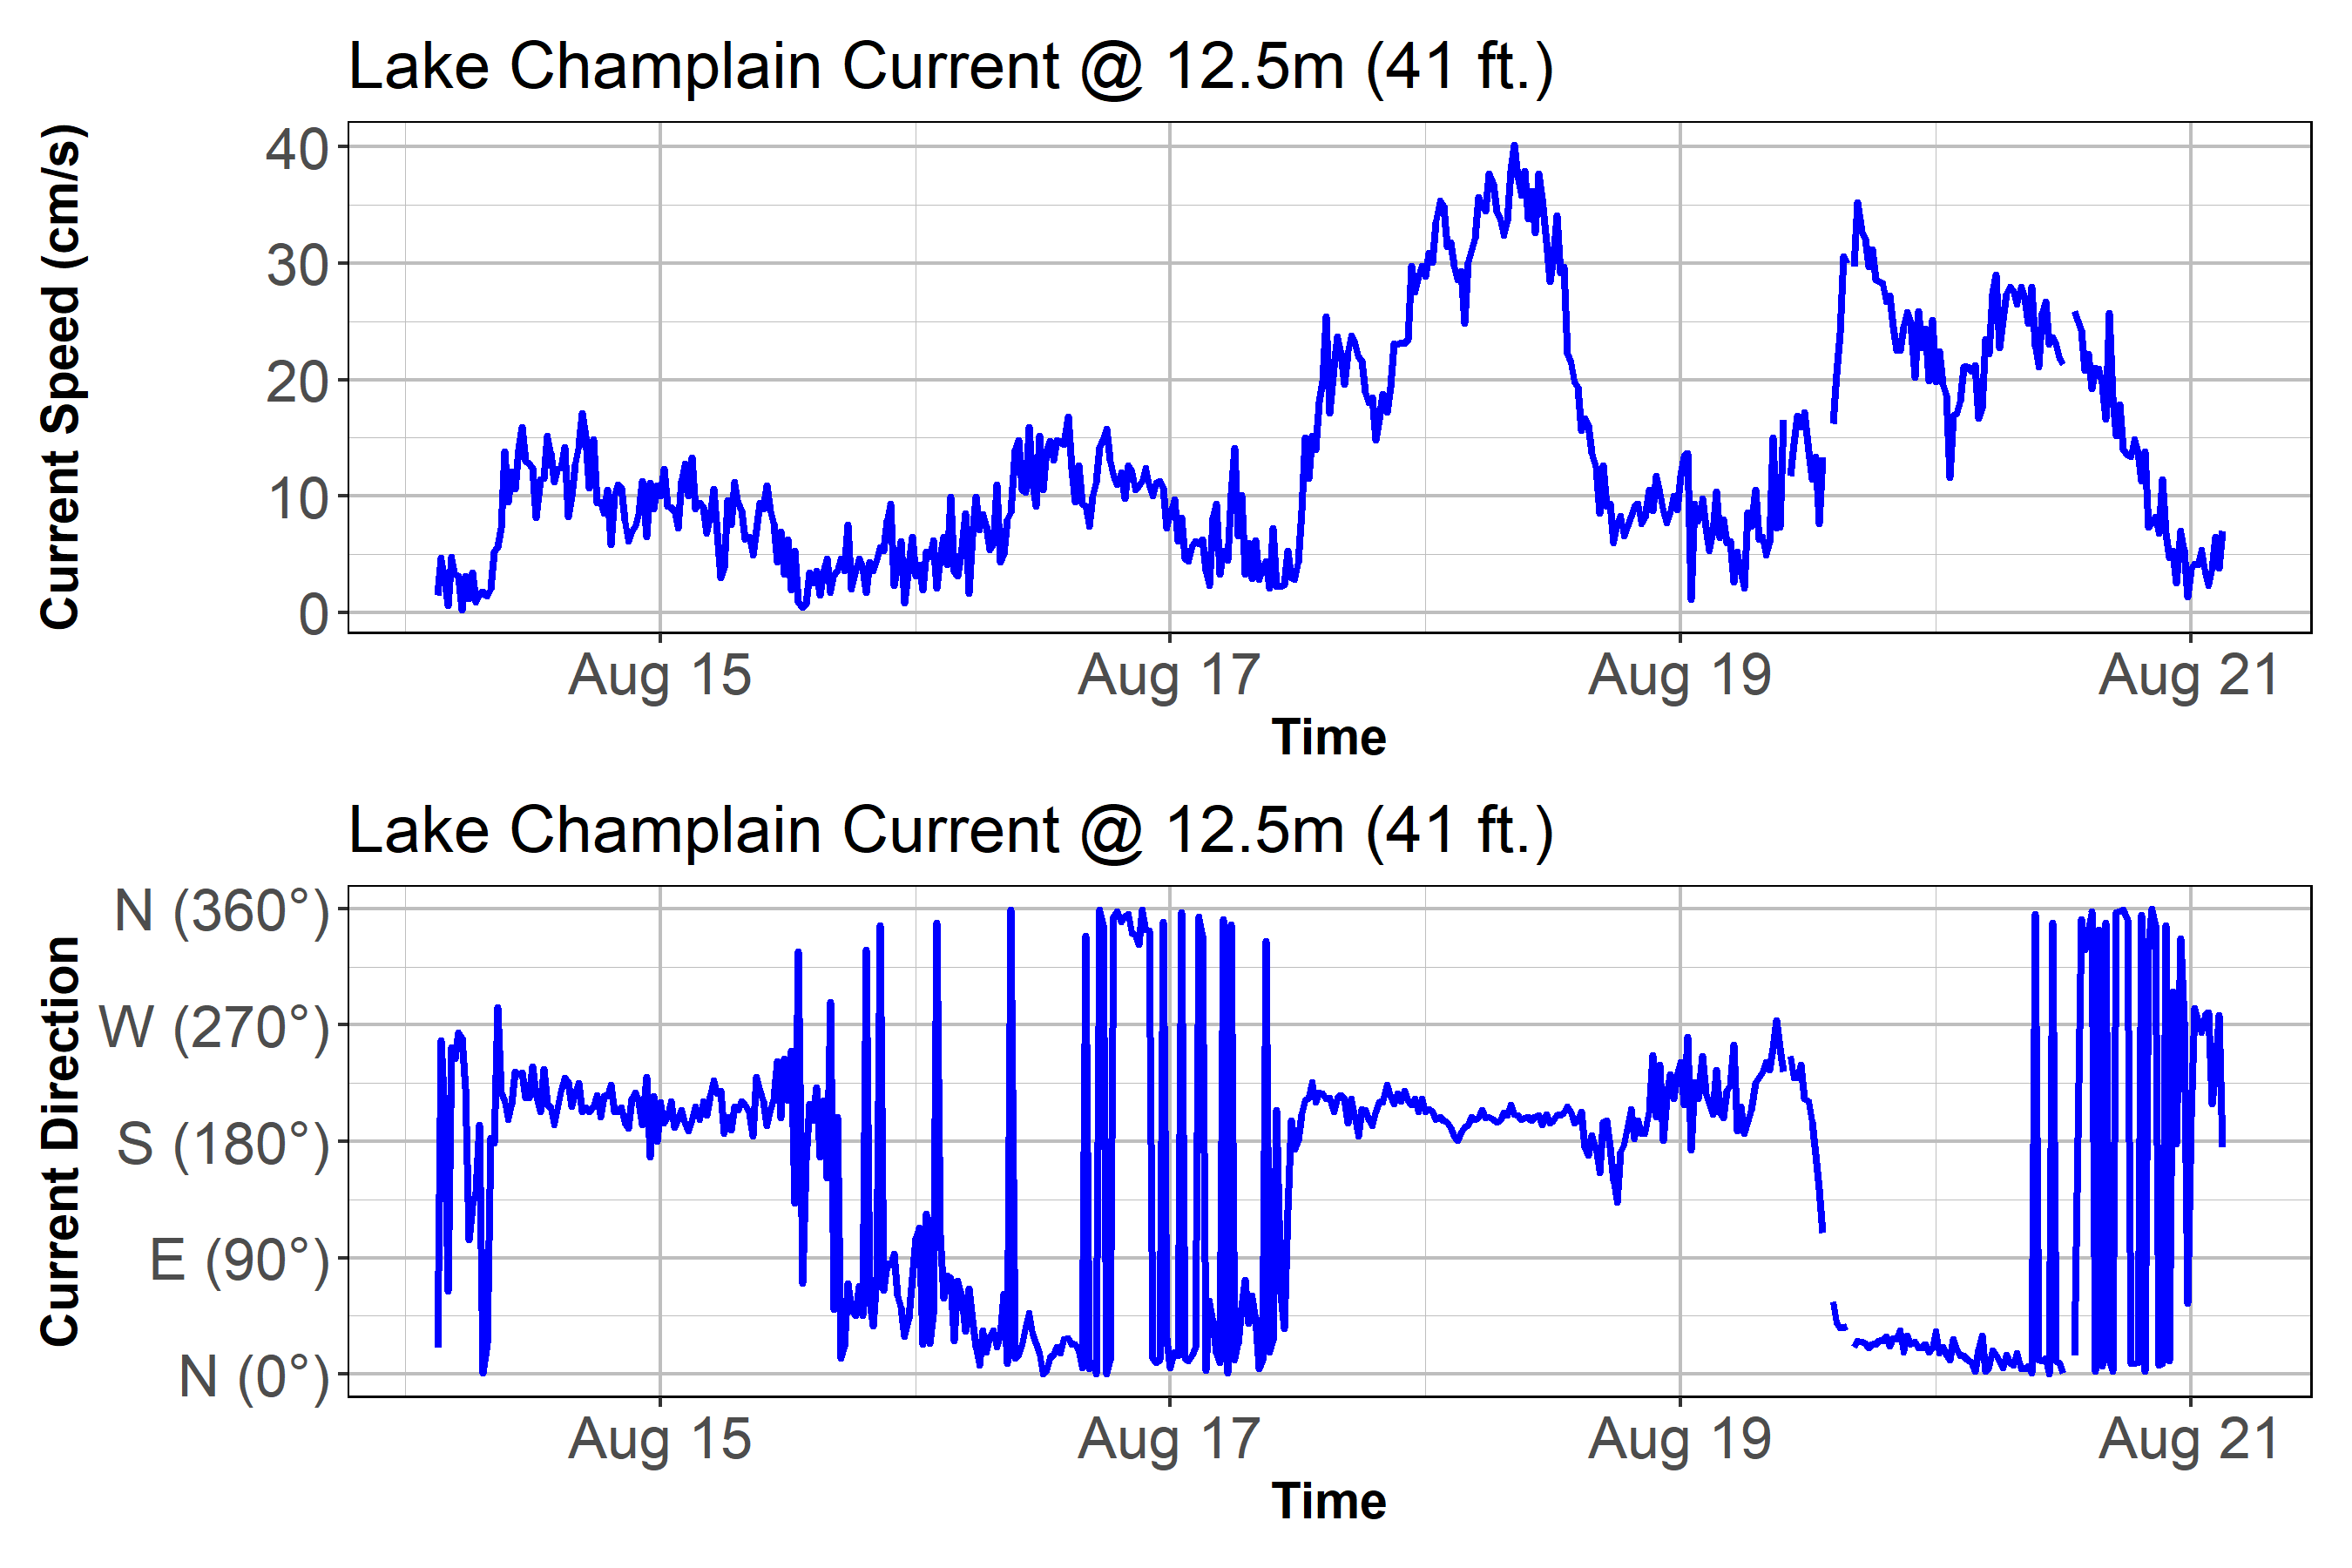 Lake Champlain Current @ 12.5m (41 ft.)
Current Speed (cm/s)
40
30
20
10
0
Aug 15 Aug 17 Aug 19 Aug 21
Time
Lake Champlain Current @ 12.5m (41 ft.)
Current Direction
N (360°)
W (270°)
S (180°)
E (90°)
N (0°)
Aug 15 Aug 17 Aug 19 Aug 21
Time